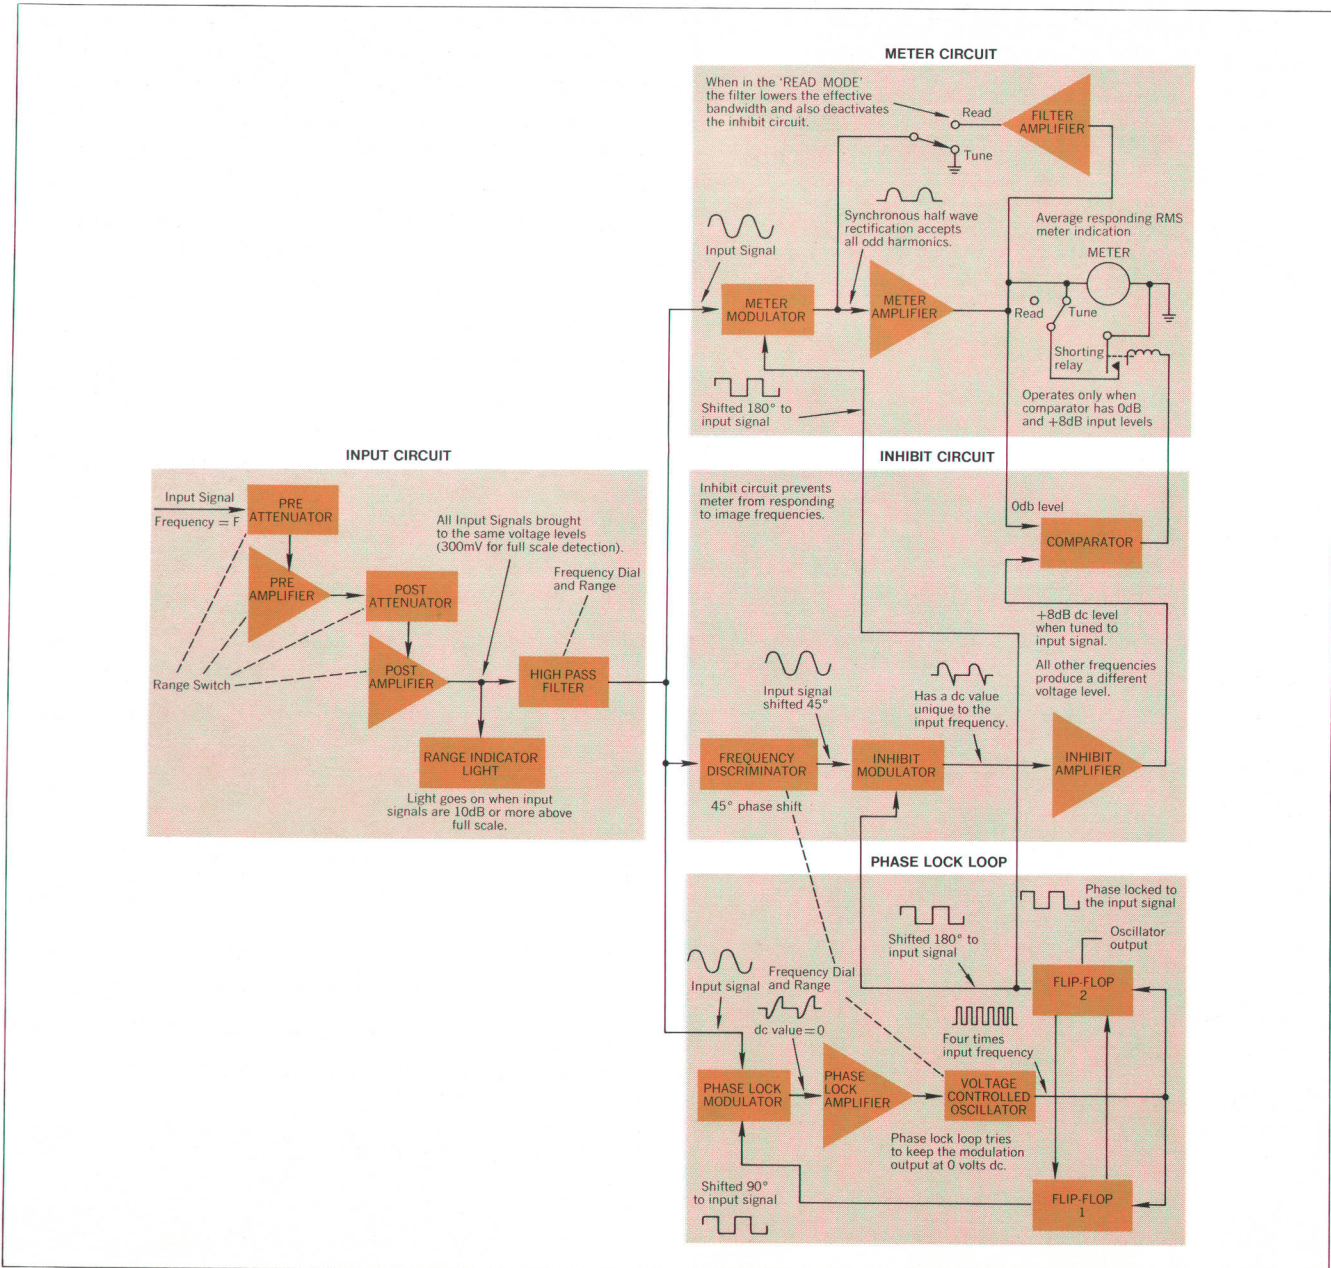 METER CIRCUIT
When in the 'READ MODE'
the filter lowers the effective
bandwidth and also deactivates
the inhibit circuit.
Read
FILTER
AMPLIFIER
Tune
Synchronous half wave
rectification accepts
all odd harmonics.
Input Signal
Average responding RMS
meter indication
METER
METER
MODULATOR
METER
AMPLIFIER
Read
Tune
Shorting
relay
Shifted 180° to
input signal
Operates only when
comparator has 0dB
and +8dB input levels
INPUT CIRCUIT
Input Signal
Frequency = F
PRE
ATTENUATOR
All Input Signals brought
to the same voltage levels
(300mV for full scale detection).
PRE
AMPLIFIER
POST
ATTENUATOR
Frequency Dial
and Range
Range Switch
POST
AMPLIFIER
HIGH PASS
FILTER
RANGE INDICATOR
LIGHT
Light goes on when input
signals are 10dB or more above
full scale.
INHIBIT CIRCUIT
Inhibit circuit prevents
meter from responding
to image frequencies.
0db level
COMPARATOR
+8dB dc level
when tuned to
input signal.
All other frequencies
produce a different
voltage level.
Input signal
shifted 45°
Has a dc value
unique to the
input frequency.
FREQUENCY
DISCRIMINATOR
45° phase shift
INHIBIT
MODULATOR
INHIBIT
AMPLIFIER
PHASE LOCK LOOP
Phase locked to
the input signal
Shifted 180° to
input signal
Oscillator
output
Input signal
Frequency Dial
and Range
dc value=0
FLIP-FLOP
2
Four times
input frequency
PHASE LOCK
MODULATOR
PHASE
LOCK
AMPLIFIER
VOLTAGE
CONTROLLED
OSCILLATOR
Phase lock loop tries
to keep the modulation
output at 0 volts dc.
Shifted 90°
to input signal
FLIP-FLOP
1